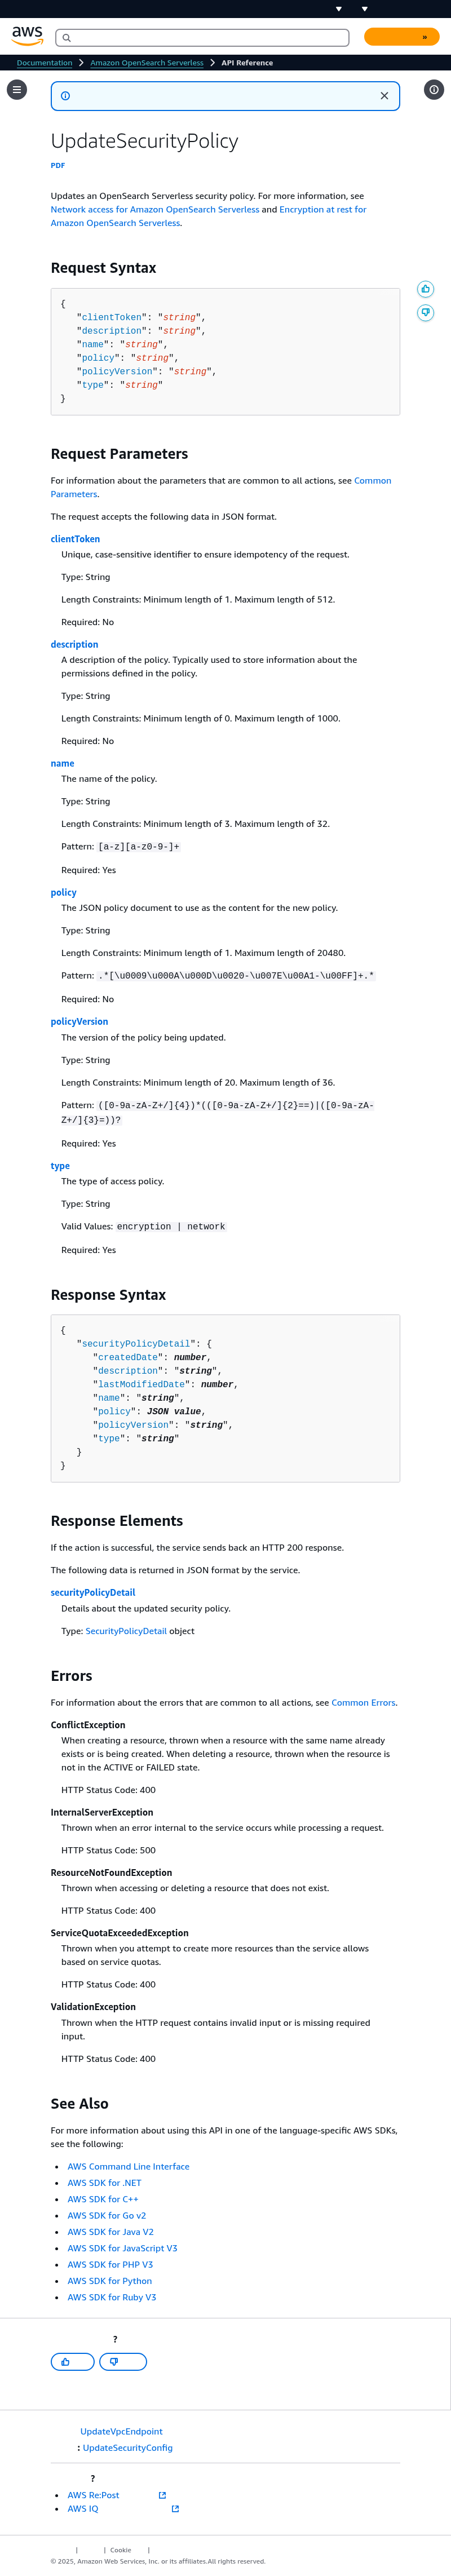 aws
»
Documentation
Amazon OpenSearch Serverless
API Reference
UpdateSecurityPolicy
PDF
Updates an OpenSearch Serverless security policy. For more information, see
Network access for Amazon OpenSearch Serverless and Encryption at rest for
Amazon OpenSearch Serverless.
Request Syntax
{
"clientToken": "string",
"description": "string",
"name": "string",
"policy": "string",
"policyVersion": "string",
"type": "string"
}
Request Parameters
For information about the parameters that are common to all actions, see Common
Parameters.
The request accepts the following data in JSON format.
clientToken
Unique, case-sensitive identifier to ensure idempotency of the request.
Type: String
Length Constraints: Minimum length of 1. Maximum length of 512.
Required: No
description
A description of the policy. Typically used to store information about the
permissions defined in the policy.
Type: String
Length Constraints: Minimum length of 0. Maximum length of 1000.
Required: No
name
The name of the policy.
Type: String
Length Constraints: Minimum length of 3. Maximum length of 32.
Pattern: [a-z][a-z0-9-]+
Required: Yes
policy
The JSON policy document to use as the content for the new policy.
Type: String
Length Constraints: Minimum length of 1. Maximum length of 20480.
Pattern: .*[\u0009\u000A\u000D\u0020-\u007E\u00A1-\u00FF]+.*
Required: No
policyVersion
The version of the policy being updated.
Type: String
Length Constraints: Minimum length of 20. Maximum length of 36.
Pattern: ([0-9a-zA-Z+/]{4})*(([0-9a-zA-Z+/]{2}==)|([0-9a-zA-
Z+/]{3}=))?
Required: Yes
type
The type of access policy.
Type: String
Valid Values: encryption | network
Required: Yes
Response Syntax
{
"securityPolicyDetail": {
"createdDate": number,
"description": "string",
"lastModifiedDate": number,
"name": "string",
"policy": JSON value,
"policyVersion": "string",
"type": "string"
}
}
Response Elements
If the action is successful, the service sends back an HTTP 200 response.
The following data is returned in JSON format by the service.
securityPolicyDetail
Details about the updated security policy.
Type: SecurityPolicyDetail object
Errors
For information about the errors that are common to all actions, see Common Errors.
ConflictException
When creating a resource, thrown when a resource with the same name already
exists or is being created. When deleting a resource, thrown when the resource is
not in the ACTIVE or FAILED state.
HTTP Status Code: 400
InternalServerException
Thrown when an error internal to the service occurs while processing a request.
HTTP Status Code: 500
ResourceNotFoundException
Thrown when accessing or deleting a resource that does not exist.
HTTP Status Code: 400
ServiceQuotaExceededException
Thrown when you attempt to create more resources than the service allows
based on service quotas.
HTTP Status Code: 400
ValidationException
Thrown when the HTTP request contains invalid input or is missing required
input.
HTTP Status Code: 400
See Also
For more information about using this API in one of the language-specific AWS SDKs,
see the following:
AWS Command Line Interface
AWS SDK for .NET
AWS SDK for C++
AWS SDK for Go v2
AWS SDK for Java V2
AWS SDK for JavaScript V3
AWS SDK for PHP V3
AWS SDK for Python
AWS SDK for Ruby V3
?
UpdateVpcEndpoint
: UpdateSecurityConfig
?
AWS Re:Post
AWS IQ
| | Cookie |
© 2025, Amazon Web Services, Inc. or its affiliates.All rights reserved.